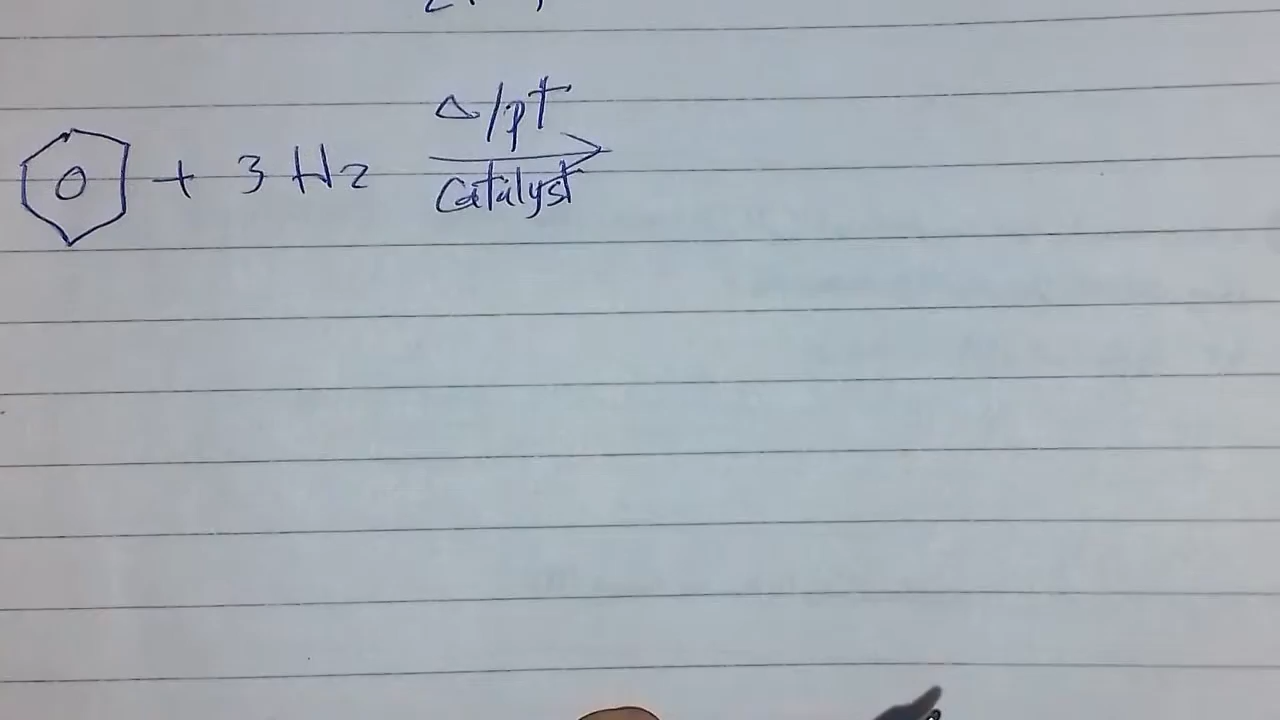 Δ/pt
+ 3 H2
Catalyst